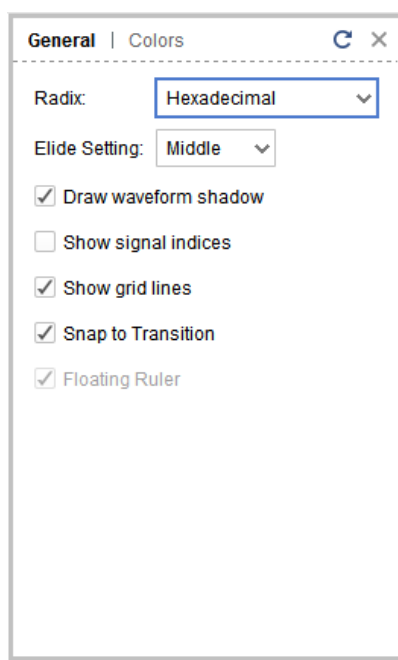 General | Colors
Radix: Hexadecimal
Elide Setting: Middle
Draw waveform shadow
Show signal indices
Show grid lines
Snap to Transition
Floating Ruler